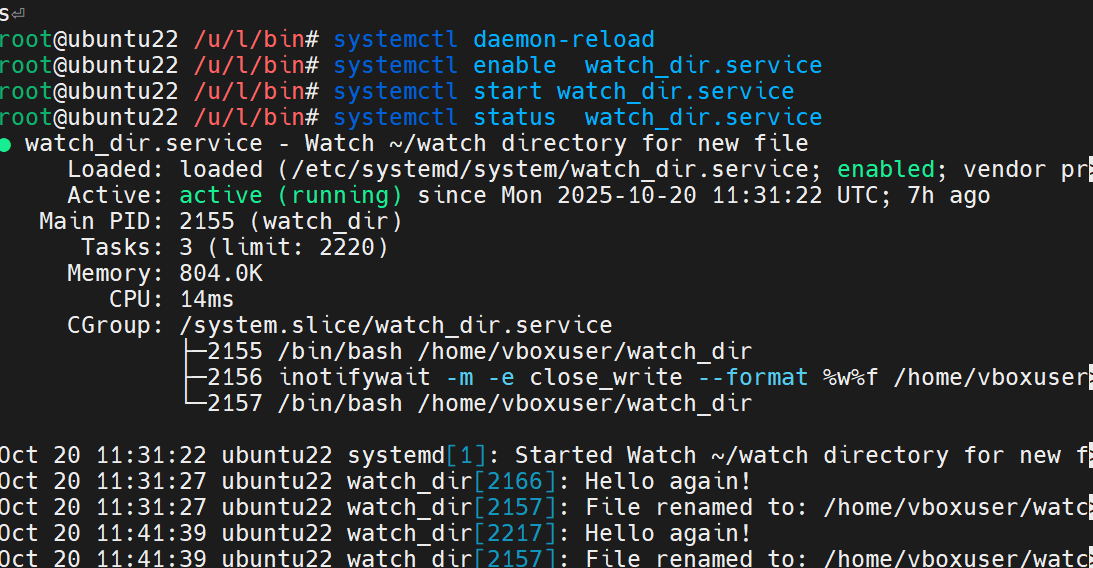 s⏎
root@ubuntu22 /u/l/bin# systemctl daemon-reload
root@ubuntu22 /u/l/bin# systemctl enable  watch_dir.service
root@ubuntu22 /u/l/bin# systemctl start watch_dir.service
root@ubuntu22 /u/l/bin# systemctl status  watch_dir.service
● watch_dir.service - Watch ~/watch directory for new file
     Loaded: loaded (/etc/systemd/system/watch_dir.service; enabled; vendor pr>
     Active: active (running) since Mon 2025-10-20 11:31:22 UTC; 7h ago
   Main PID: 2155 (watch_dir)
      Tasks: 3 (limit: 2220)
     Memory: 804.0K
        CPU: 14ms
     CGroup: /system.slice/watch_dir.service
             ├─2155 /bin/bash /home/vboxuser/watch_dir
             ├─2156 inotifywait -m -e close_write --format %w%f /home/vboxuser>
             └─2157 /bin/bash /home/vboxuser/watch_dir
Oct 20 11:31:22 ubuntu22 systemd[1]: Started Watch ~/watch directory for new f>
Oct 20 11:31:27 ubuntu22 watch_dir[2166]: Hello again!
Oct 20 11:31:27 ubuntu22 watch_dir[2157]: File renamed to: /home/vboxuser/watc>
Oct 20 11:41:39 ubuntu22 watch_dir[2217]: Hello again!
Oct 20 11:41:39 ubuntu22 watch_dir[2157]: File renamed to: /home/vboxuser/watc>